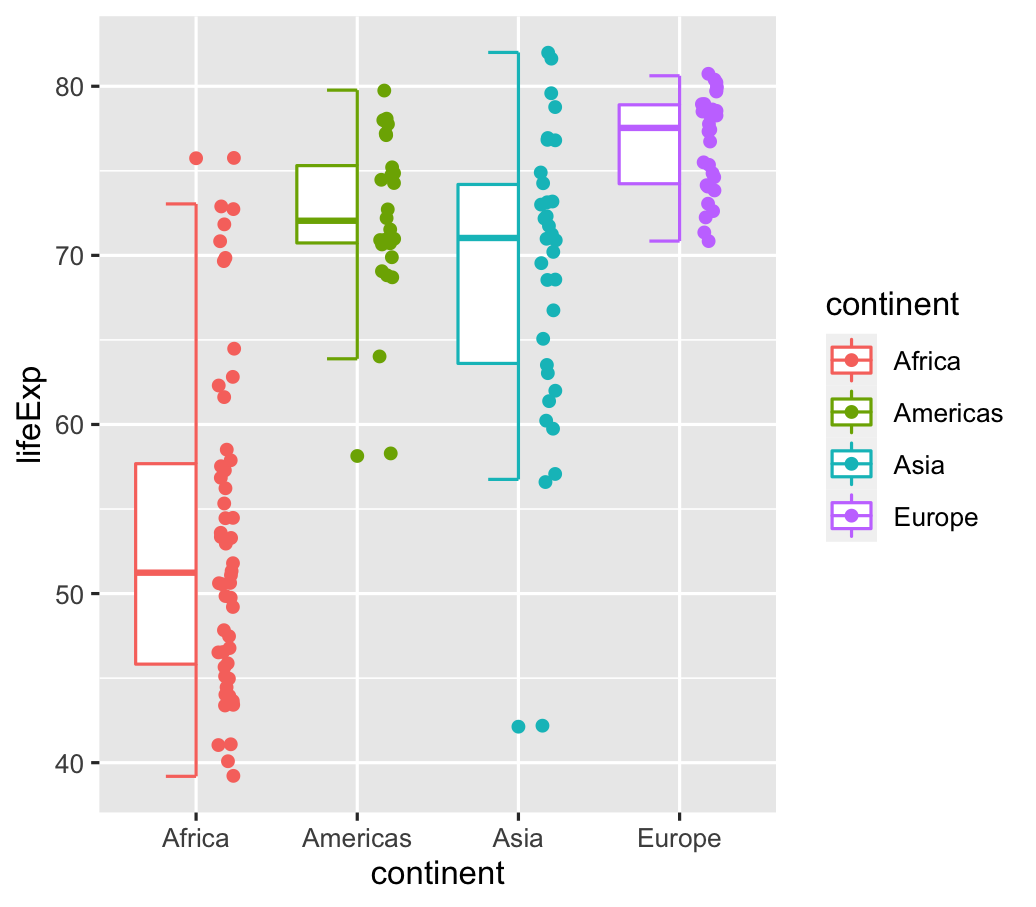 lifeExp
80
70
60
50
40
Africa
Americas
Asia
Europe
continent
continent
Africa
Americas
Asia
Europe